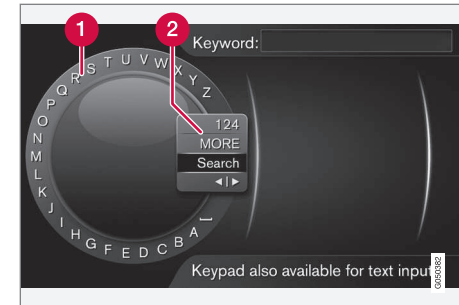 1
2
Keyword:
A B C D E F G H I J K L M N O P Q R S T U V W X Y Z
124
MORE
Search
Keypad also available for text input
G050382